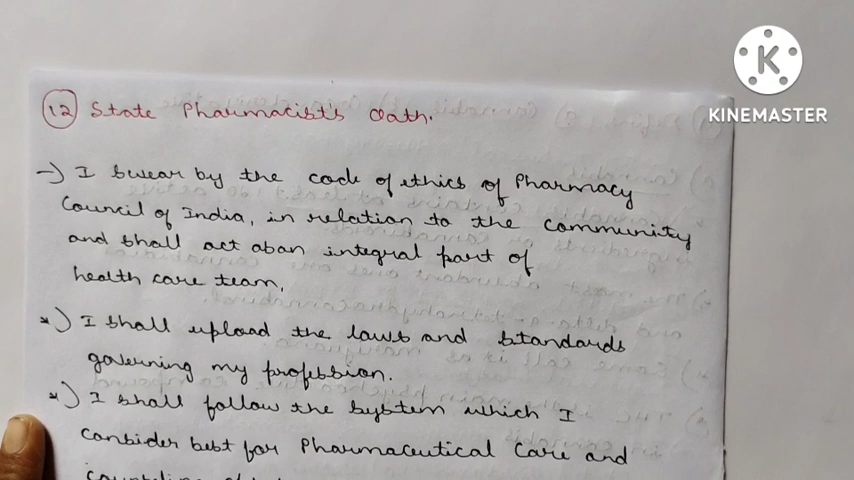 K
KINEMASTER
12 State Pharmacists Oath.
→ I swear by the code of ethics of Pharmacy
Council of India, in relation to the community
and shall act as an integral part of
health care team.
*) I shall upload the laws and standards
governing my profession.
*) I shall follow the system which I
consider best for Pharmaceutical Care and